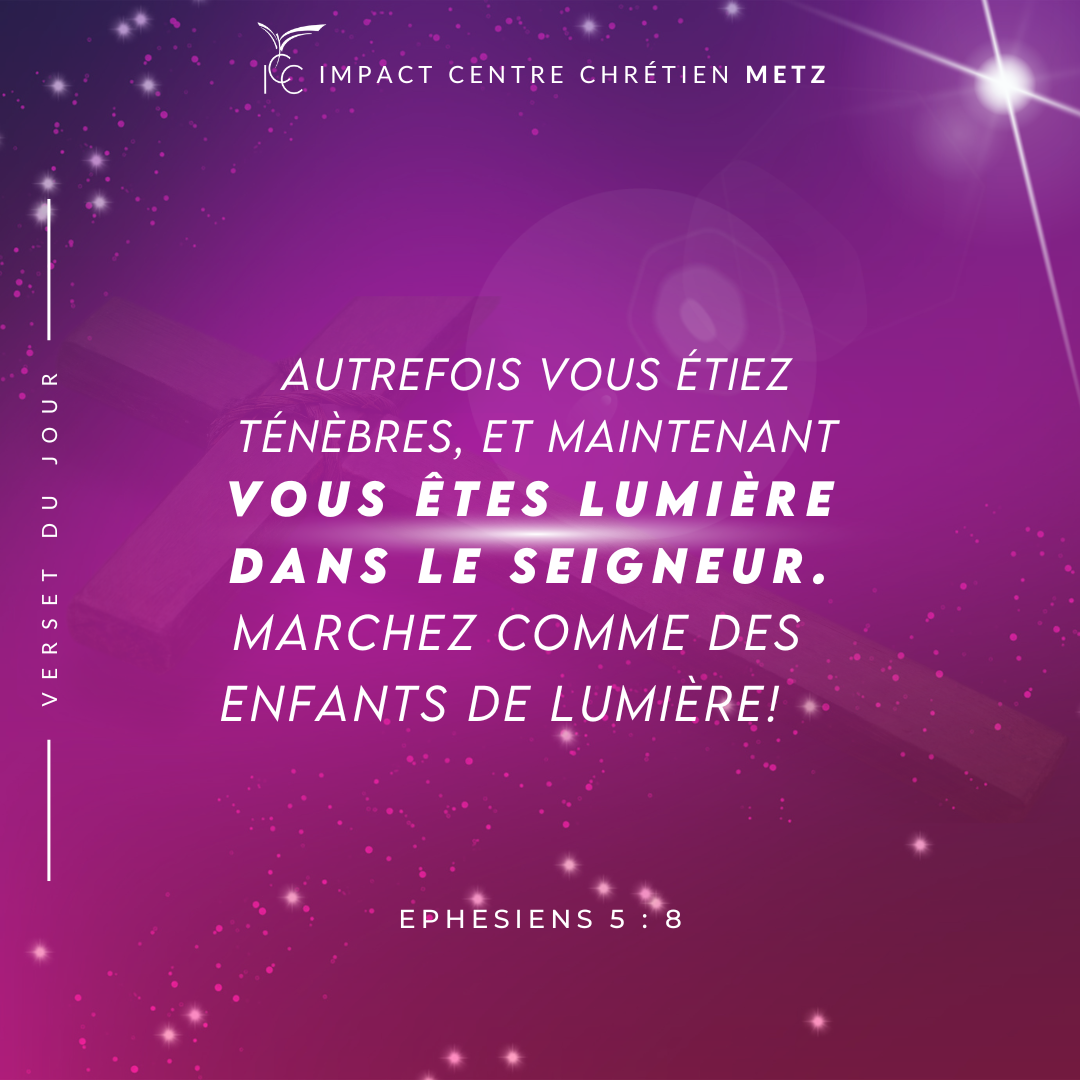 ICC IMPACT CENTRE CHRÉTIEN METZ
VERSET DU JOUR
AUTREFOIS VOUS ÉTIEZ
TÉNÈBRES, ET MAINTENANT
VOUS ÊTES LUMIÈRE
DANS LE SEIGNEUR.
MARCHEZ COMME DES
ENFANTS DE LUMIÈRE!
EPHESIENS 5 : 8